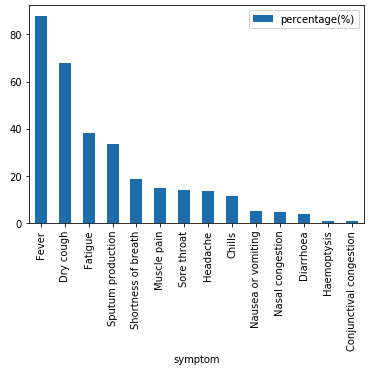 percentage(%)
80
60
40
20
0
Fever
Dry cough
Fatigue
Sputum production
Shortness of breath
Muscle pain
Sore throat
Headache
Chills
Nausea or vomiting
Nasal congestion
Diarrhoea
Haemoptysis
Conjunctival congestion
symptom